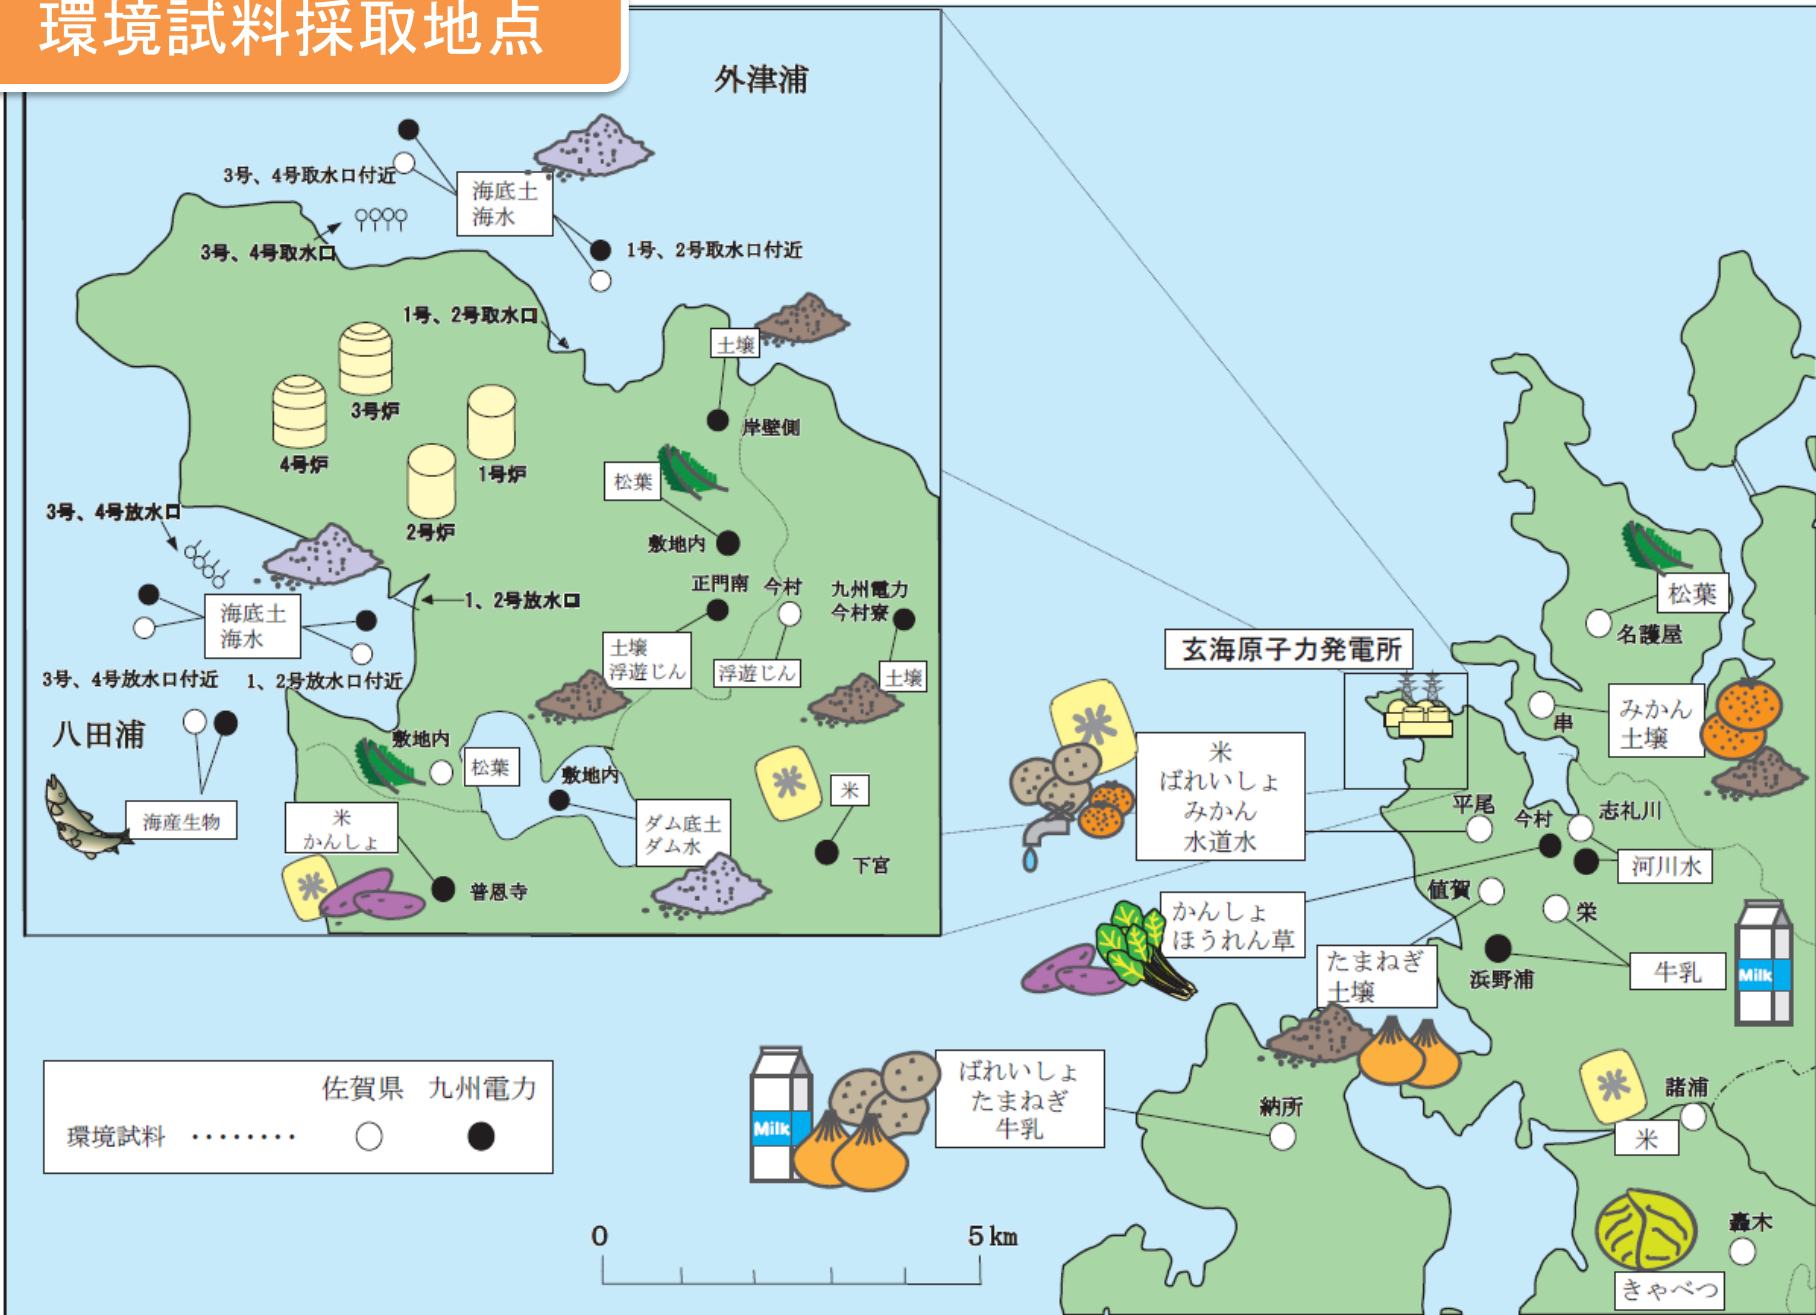 環境試料採取地点
外津浦
3号、4号取水口付近
海底土
海水
3号、4号取水口
1号、2号取水口付近
1号、2号取水口
土壌
岸壁側
3号炉
4号炉
1号炉
2号炉
松葉
敷地内
3号、4号放水口
1、2号放水口
正門南
今村
九州電力
今村寮
海底土
海水
土壌
浮遊じん
浮遊じん
土壌
3号、4号放水口付近
1、2号放水口付近
八田浦
敷地内
松葉
敷地内
米
海産生物
米
かんしょ
ダム底土
ダム水
下宮
普恩寺
松葉
名護屋
玄海原子力発電所
串
みかん
土壌
米
ばれいしょ
みかん
水道水
平尾
今村
志礼川
河川水
値賀
栄
かんしょ
ほうれん草
たまねぎ
土壌
浜野浦
牛乳
Milk
ばれいしょ
たまねぎ
牛乳
Milk
納所
諸浦
米
轟木
きゃべつ
佐賀県 九州電力
環境試料 ········
0 5km